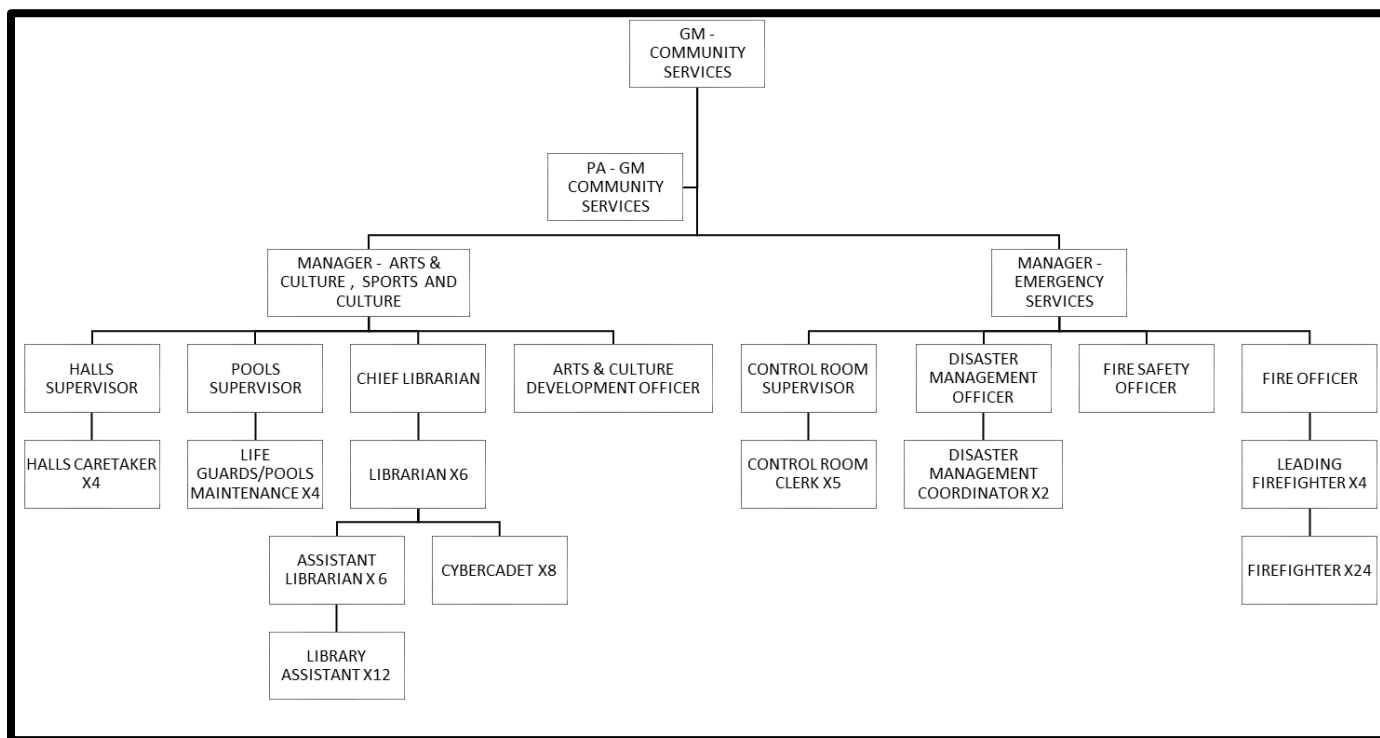 GM -
COMMUNITY
SERVICES
PA - GM
COMMUNITY
SERVICES
MANAGER - ARTS &
CULTURE , SPORTS AND
CULTURE
MANAGER -
EMERGENCY
SERVICES
HALLS
SUPERVISOR
POOLS
SUPERVISOR
CHIEF LIBRARIAN
ARTS & CULTURE
DEVELOPMENT OFFICER
CONTROL ROOM
SUPERVISOR
DISASTER
MANAGEMENT
OFFICER
FIRE SAFETY
OFFICER
FIRE OFFICER
HALLS CARETAKER
X4
LIFE
GUARDS/POOLS
MAINTENANCE X4
LIBRARIAN X6
CONTROL ROOM
CLERK X5
DISASTER
MANAGEMENT
COORDINATOR X2
LEADING
FIREFIGHTER X4
ASSISTANT
LIBRARIAN X 6
CYBERCADET X8
FIREFIGHTER X24
LIBRARY
ASSISTANT X12